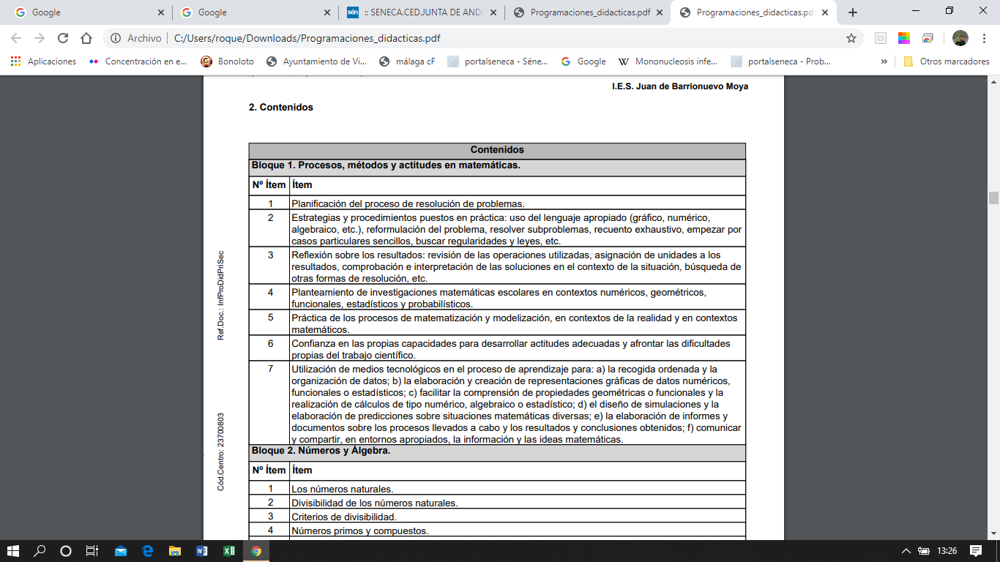 Google
Google
:: SENECA.CEDJUNTA DE AND
Programaciones_didacticas.pdf
Programaciones_didacticas.pd
Archivo
C:/Users/roque/Downloads/Programaciones_didacticas.pdf
Aplicaciones
Concentración en e...
Bonoloto
Ayuntamiento de Vi...
málaga cF
portalseneca - Séne...
Google
Mononucleosis infe...
portalseneca - Prob...
»
Otros marcadores
I.E.S. Juan de Barrionuevo Moya
2. Contenidos
Contenidos
Bloque 1. Procesos, métodos y actitudes en matemáticas.
Nº Ítem Ítem
1 Planificación del proceso de resolución de problemas.
2 Estrategias y procedimientos puestos en práctica: uso del lenguaje apropiado (gráfico, numérico,
algebraico, etc.), reformulación del problema, resolver subproblemas, recuento exhaustivo, empezar por
casos particulares sencillos, buscar regularidades y leyes, etc.
3 Reflexión sobre los resultados: revisión de las operaciones utilizadas, asignación de unidades a los
resultados, comprobación e interpretación de las soluciones en el contexto de la situación, búsqueda de
otras formas de resolución, etc.
4 Planteamiento de investigaciones matemáticas escolares en contextos numéricos, geométricos,
funcionales, estadísticos y probabilísticos.
5 Práctica de los procesos de matematización y modelización, en contextos de la realidad y en contextos
matemáticos.
6 Confianza en las propias capacidades para desarrollar actitudes adecuadas y afrontar las dificultades
propias del trabajo científico.
7 Utilización de medios tecnológicos en el proceso de aprendizaje para: a) la recogida ordenada y la
organización de datos; b) la elaboración y creación de representaciones gráficas de datos numéricos,
funcionales o estadísticos; c) facilitar la comprensión de propiedades geométricas o funcionales y la
realización de cálculos de tipo numérico, algebraico o estadístico; d) el diseño de simulaciones y la
elaboración de predicciones sobre situaciones matemáticas diversas; e) la elaboración de informes y
documentos sobre los procesos llevados a cabo y los resultados y conclusiones obtenidos; f) comunicar
y compartir, en entornos apropiados, la información y las ideas matemáticas.
Bloque 2. Números y Álgebra.
Nº Ítem Ítem
1 Los números naturales.
2 Divisibilidad de los números naturales.
3 Criterios de divisibilidad.
4 Números primos y compuestos.
Ref.Doc.: InfProDidPriSec
Cód.Centro: 23700803
13:26